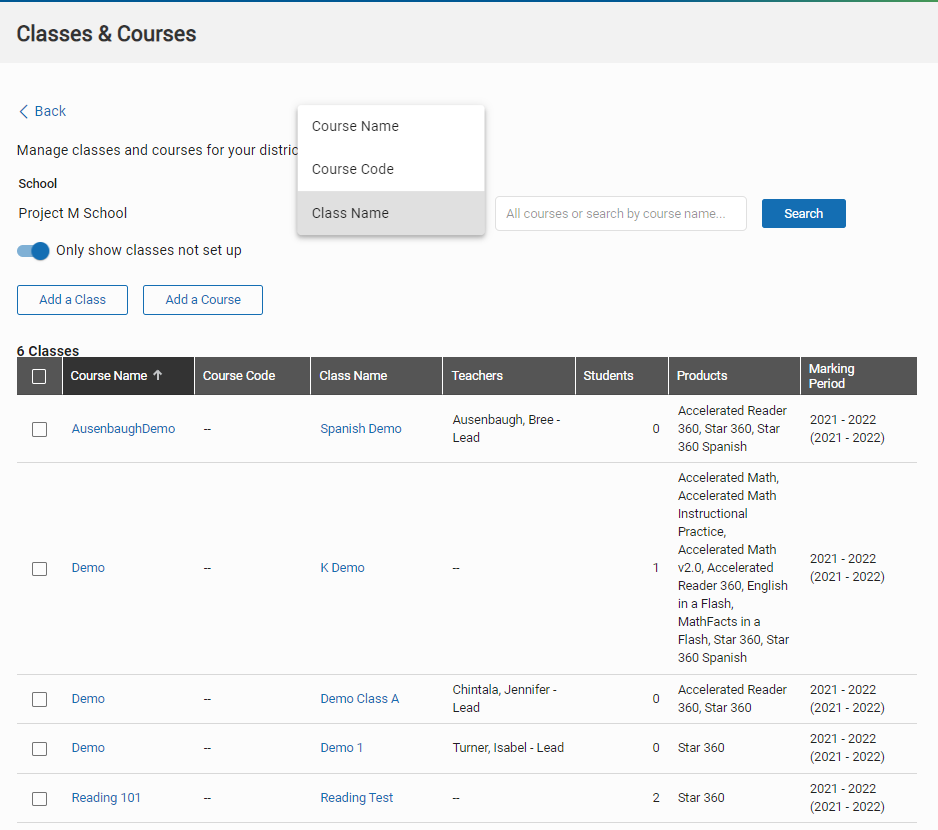 Classes & Courses
Back
Manage classes and courses for your distric
School
Project M School
Course Name
Course Code
Class Name
All courses or search by course name...
Search
Only show classes not set up
Add a Class
Add a Course
6 Classes
Course Name ↑ Course Code Class Name Teachers Students Products Marking Period
AusenbaughDemo
--
Spanish Demo
Ausenbaugh, Bree -
Lead
0
Accelerated Reader
360, Star 360, Star
360 Spanish
2021 - 2022
(2021 - 2022)
Demo
--
K Demo
--
1
Accelerated Math,
Accelerated Math
Instructional
Practice,
Accelerated Math
v2.0, Accelerated
Reader 360, English
in a Flash,
MathFacts in a
Flash, Star 360, Star
360 Spanish
2021 - 2022
(2021 - 2022)
Demo
--
Demo Class A
Chintala, Jennifer -
Lead
0
Accelerated Reader
360, Star 360
2021 - 2022
(2021 - 2022)
Demo
--
Demo 1
Turner, Isabel - Lead
0
Star 360
2021 - 2022
(2021 - 2022)
Reading 101
--
Reading Test
--
2
Star 360
2021 - 2022
(2021 - 2022)